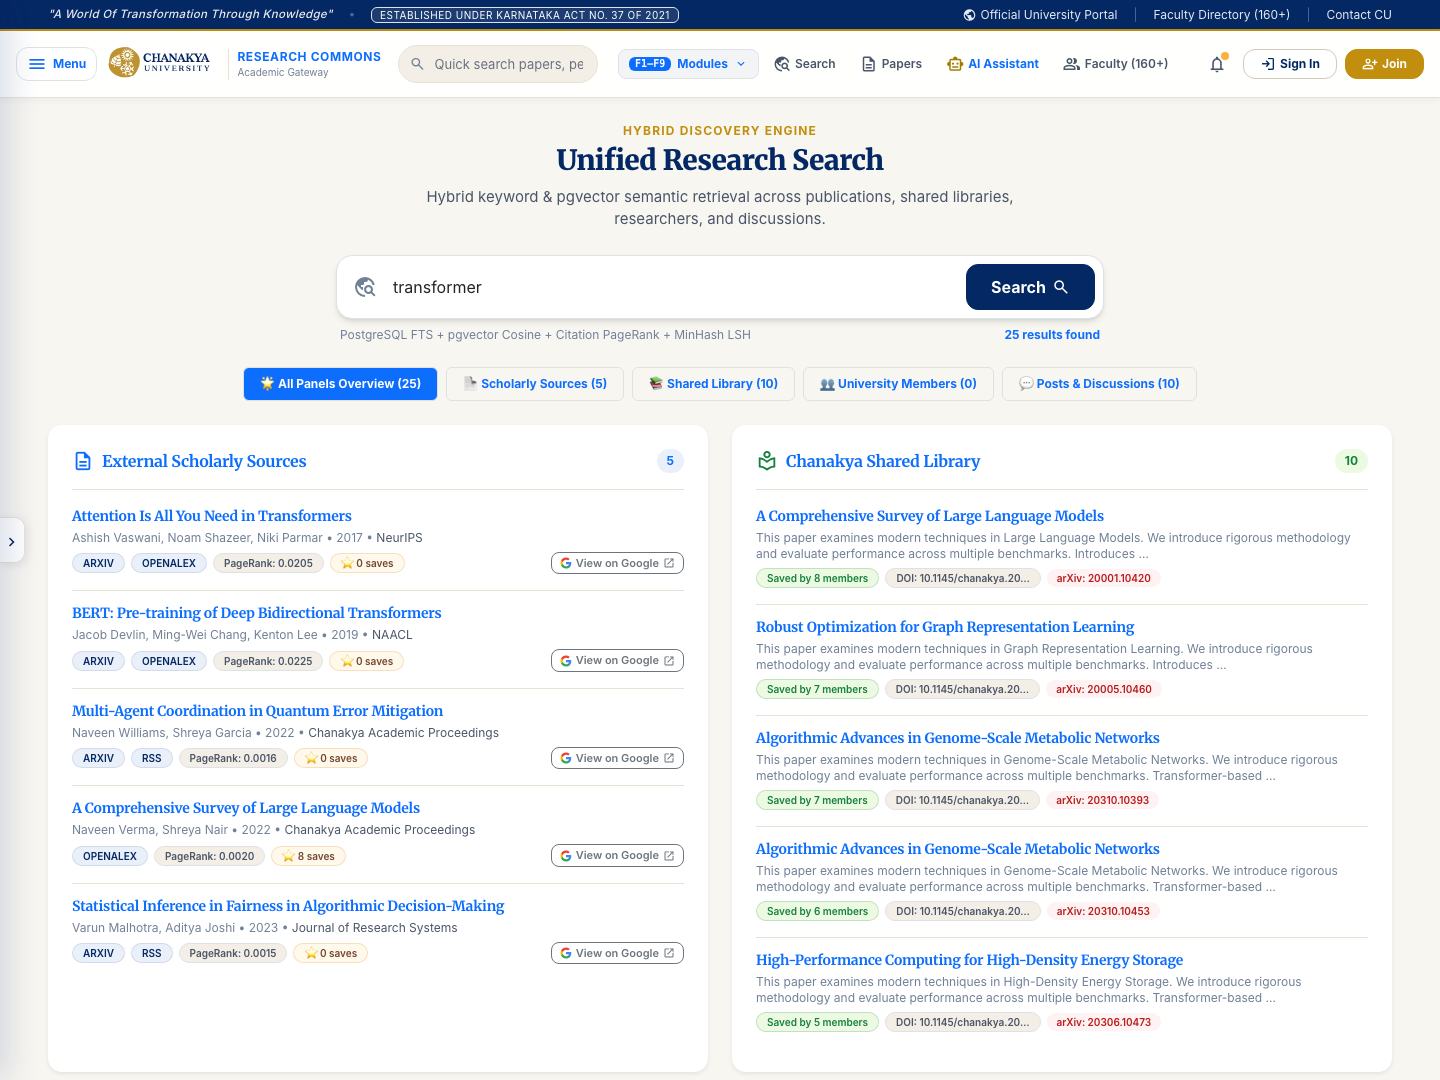 "A World Of Transformation Through Knowledge" • ESTABLISHED UNDER KARNATAKA ACT NO. 37 OF 2021 Official University Portal Faculty Directory (160+) Contact CU
Menu CHANAKYA UNIVERSITY RESEARCH COMMONS Academic Gateway Quick search papers, pe F1–F9 Modules Search Papers AI Assistant Faculty (160+) Sign In Join
HYBRID DISCOVERY ENGINE
Unified Research Search
Hybrid keyword & pgvector semantic retrieval across publications, shared libraries,
researchers, and discussions.
transformer Search
PostgreSQL FTS + pgvector Cosine + Citation PageRank + MinHash LSH 25 results found
All Panels Overview (25) Scholarly Sources (5) Shared Library (10) University Members (0) Posts & Discussions (10)
External Scholarly Sources 5
Attention Is All You Need in Transformers
Ashish Vaswani, Noam Shazeer, Niki Parmar • 2017 • NeurIPS
ARXIV OPENALEX PageRank: 0.0205 0 saves View on Google
BERT: Pre-training of Deep Bidirectional Transformers
Jacob Devlin, Ming-Wei Chang, Kenton Lee • 2019 • NAACL
ARXIV OPENALEX PageRank: 0.0225 0 saves View on Google
Multi-Agent Coordination in Quantum Error Mitigation
Naveen Williams, Shreya Garcia • 2022 • Chanakya Academic Proceedings
ARXIV RSS PageRank: 0.0016 0 saves View on Google
A Comprehensive Survey of Large Language Models
Naveen Verma, Shreya Nair • 2022 • Chanakya Academic Proceedings
OPENALEX PageRank: 0.0020 8 saves View on Google
Statistical Inference in Fairness in Algorithmic Decision-Making
Varun Malhotra, Aditya Joshi • 2023 • Journal of Research Systems
ARXIV RSS PageRank: 0.0015 0 saves View on Google
Chanakya Shared Library 10
A Comprehensive Survey of Large Language Models
This paper examines modern techniques in Large Language Models. We introduce rigorous methodology
and evaluate performance across multiple benchmarks. Introduces ...
Saved by 8 members DOI: 10.1145/chanakya.20... arXiv: 20001.10420
Robust Optimization for Graph Representation Learning
This paper examines modern techniques in Graph Representation Learning. We introduce rigorous
methodology and evaluate performance across multiple benchmarks. Introduces ...
Saved by 7 members DOI: 10.1145/chanakya.20... arXiv: 20005.10460
Algorithmic Advances in Genome-Scale Metabolic Networks
This paper examines modern techniques in Genome-Scale Metabolic Networks. We introduce rigorous
methodology and evaluate performance across multiple benchmarks. Transformer-based ...
Saved by 7 members DOI: 10.1145/chanakya.20... arXiv: 20310.10393
Algorithmic Advances in Genome-Scale Metabolic Networks
This paper examines modern techniques in Genome-Scale Metabolic Networks. We introduce rigorous
methodology and evaluate performance across multiple benchmarks. Transformer-based ...
Saved by 6 members DOI: 10.1145/chanakya.20... arXiv: 20310.10453
High-Performance Computing for High-Density Energy Storage
This paper examines modern techniques in High-Density Energy Storage. We introduce rigorous
methodology and evaluate performance across multiple benchmarks. Transformer-based ...
Saved by 5 members DOI: 10.1145/chanakya.20... arXiv: 20306.10473